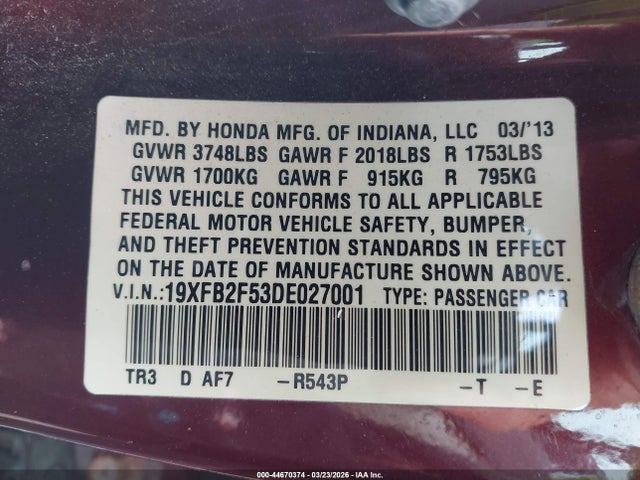 MFD. BY HONDA MFG. OF INDIANA, LLC 03/'13
GVWR 3748LBS GAWR F 2018LBS R 1753LBS
GVWR 1700KG GAWR F 915KG R 795KG
THIS VEHICLE CONFORMS TO ALL APPLICABLE
FEDERAL MOTOR VEHICLE SAFETY, BUMPER,
AND THEFT PREVENTION STANDARDS IN EFFECT
ON THE DATE OF MANUFACTURE SHOWN ABOVE.
V.I.N.:19XFB2F53DE027001 TYPE: PASSENGER CAR
TR3 D AF7 -R543P -T -E
000-44670374 | 03/23/2026 - IAA Inc.